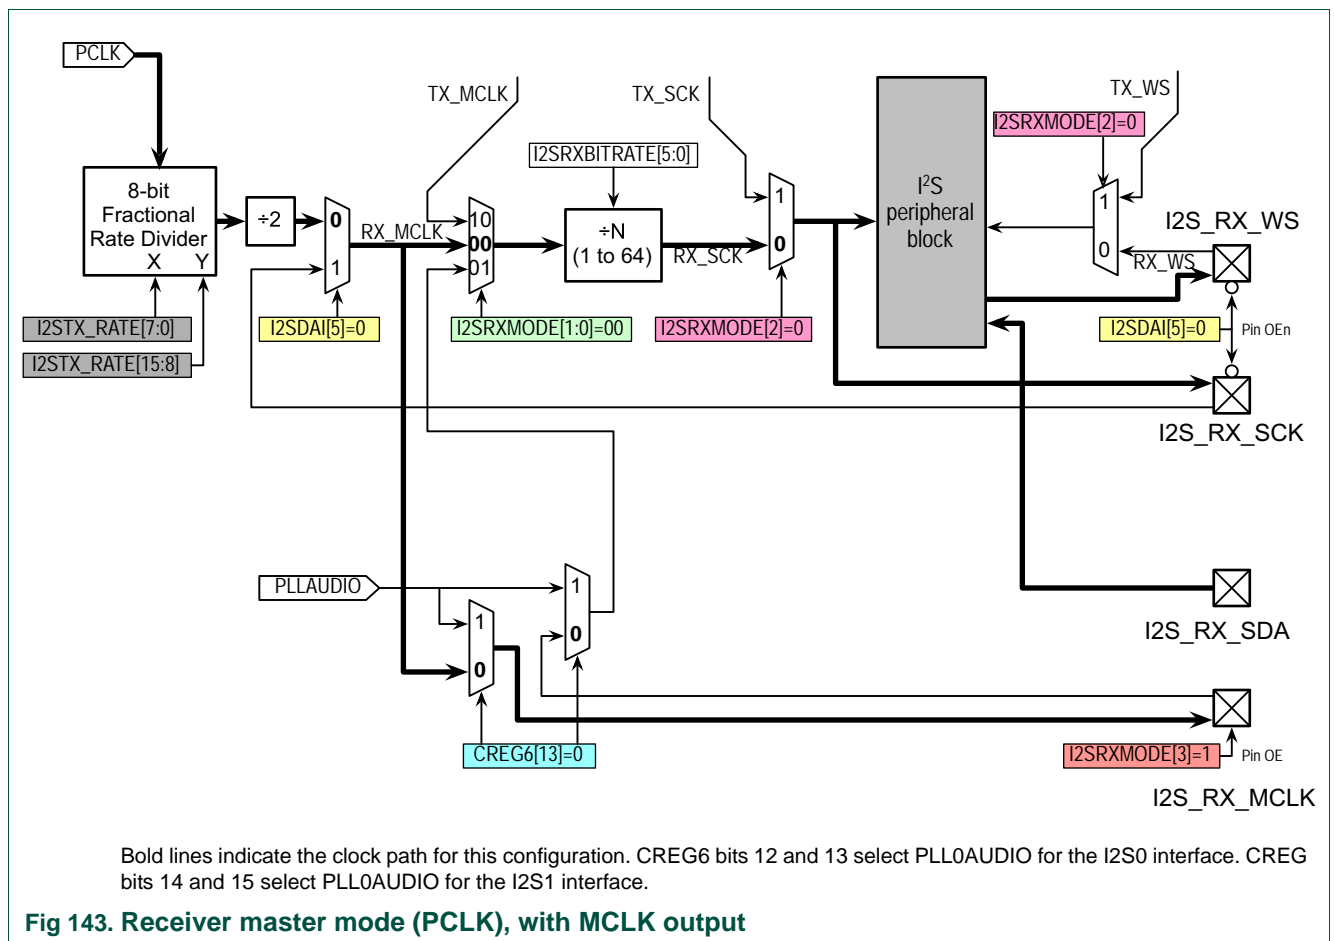 PCLK
TX_MCLK
TX_SCK
TX_WS
I2SRXMODE[2]=0
I2SRXBITRATE[5:0]
8-bit
Fractional
Rate Divider
X Y
÷2
0
1
RX_MCLK
10
00
01
÷N
(1 to 64)
RX_SCK
1
0
I2S
peripheral
block
1
0
I2S_RX_WS
RX_WS
I2STX_RATE[7:0]
I2SDAI[5]=0
I2SRXMODE[1:0]=00
I2SRXMODE[2]=0
I2SDAI[5]=0
Pin OEn
I2STX_RATE[15:8]
I2S_RX_SCK
PLLAUDIO
1
0
1
0
I2S_RX_SDA
CREG6[13]=0
I2SRXMODE[3]=1
Pin OE
I2S_RX_MCLK
Bold lines indicate the clock path for this configuration. CREG6 bits 12 and 13 select PLL0AUDIO for the I2S0 interface. CREG
bits 14 and 15 select PLL0AUDIO for the I2S1 interface.
Fig 143. Receiver master mode (PCLK), with MCLK output